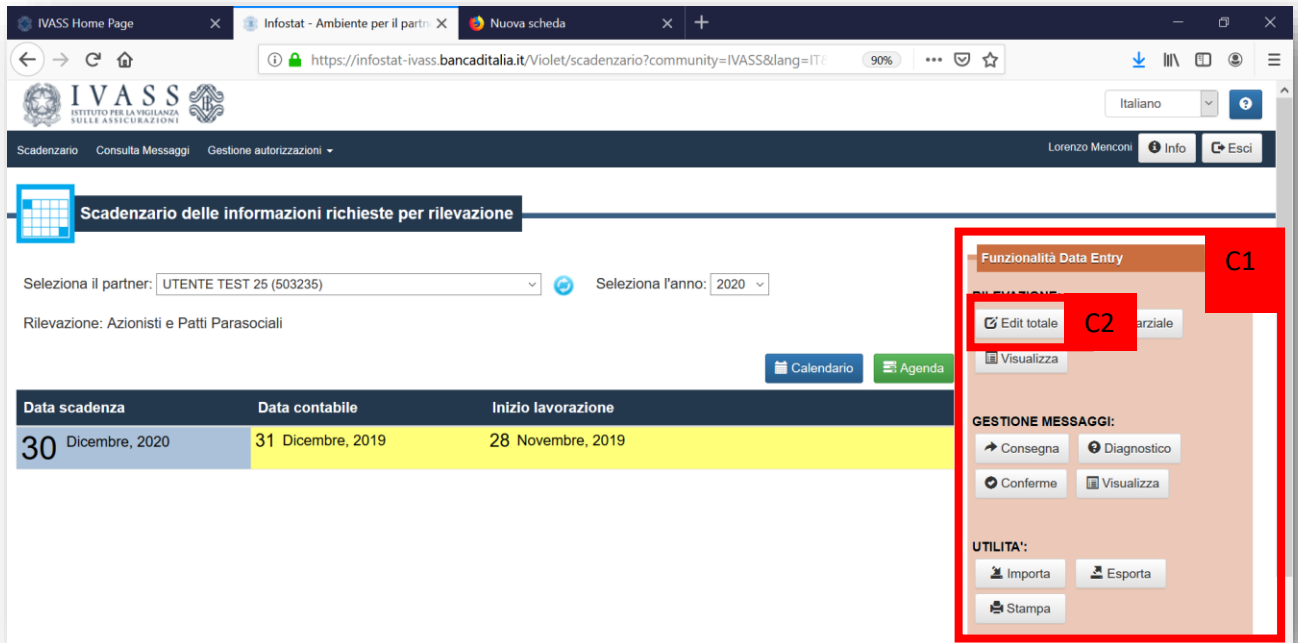 IVASS Home Page
Infostat - Ambiente per il partn
Nuova scheda
https://infostat-ivass.bancaditalia.it/Violet/scadenzario?community=IVASS&lang=IT&
90%
IVASS
ISTITUTO PER LA VIGILANZA
SULLE ASSICURAZIONI
Italiano
Scadenzario Consulta Messaggi Gestione autorizzazioni
Lorenzo Menconi Info Esci
Scadenzario delle informazioni richieste per rilevazione
Seleziona il partner: UTENTE TEST 25 (503235) Seleziona l'anno: 2020
Rilevazione: Azionisti e Patti Parasociali
Calendario Agenda
Data scadenza Data contabile Inizio lavorazione
30 Dicembre, 2020 31 Dicembre, 2019 28 Novembre, 2019
Funzionalità Data Entry
C1
RILEVAZIONE:
Edit totale C2 arziale
Visualizza
GESTIONE MESSAGGI:
Consegna Diagnostico
Conferme Visualizza
UTILITA':
Importa Esporta
Stampa